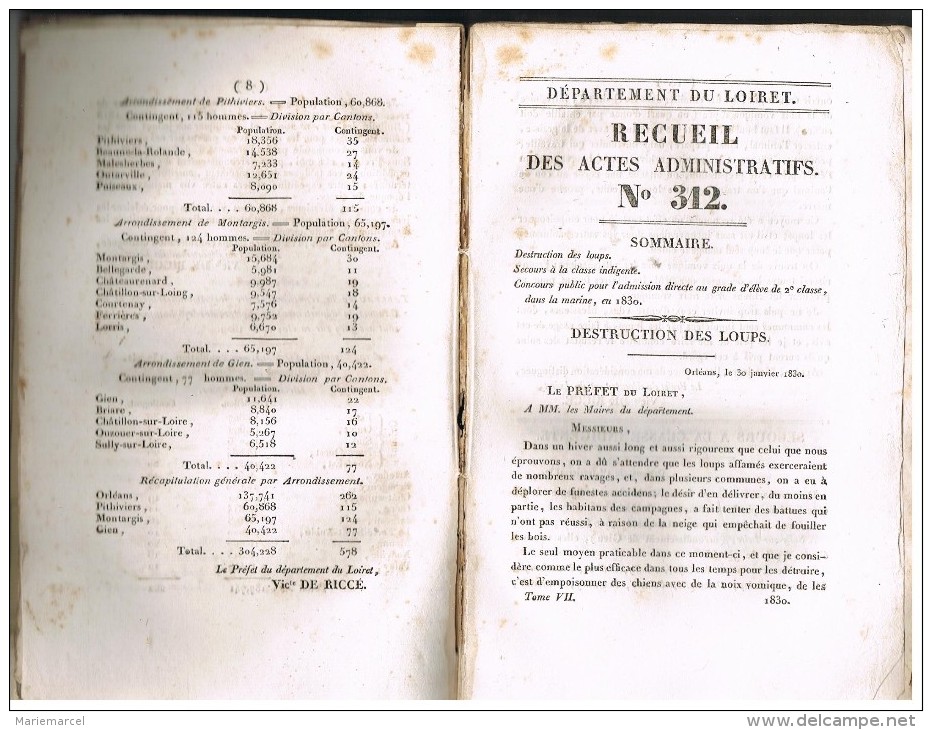 ( 8 )
Arrondissement de Pithiviers. = Population, 60,868.
Contingent, 115 hommes. = Division par Cantons.
Population. Contingent.
Pithiviers, 18,356 35
Beaune-la-Rolande, 14,538 27
Malesherbes, 7,233 14
Outarville, 12,651 24
Puiseaux, 8,090 15
Total. . . . 60,868 115
Arrondissement de Montargis. = Population, 65,197.
Contingent, 124 hommes. = Division par Cantons.
Population. Contingent.
Montargis, 15,684 30
Bellegarde, 5,981 11
Châteaurenard, 9,987 19
Châtillon-sur-Loing, 9,547 18
Courtenay, 7,576 14
Ferrières, 9,752 19
Lorris, 6,670 13
Total. . . . 65,197 124
Arrondissement de Gien. = Population, 40,422.
Contingent, 77 hommes. = Division par Cantons.
Population. Contingent.
Gien, 11,641 22
Briare, 8,840 17
Châtillon-sur-Loire, 8,156 16
Ouzouer-sur-Loire, 5,267 10
Sully-sur-Loire, 6,518 12
Total. . . . 40,422 77
Récapitulation générale par Arrondissement.
Orléans, 137,741 262
Pithiviers, 60,868 115
Montargis, 65,197 124
Gien, 40,422 77
Total. . . . 304,228 578
Le Préfet du département du Loiret,
Vic.te DE RICCÉ.
DÉPARTEMENT DU LOIRET.
RECUEIL
DES ACTES ADMINISTRATIFS.
No 312.
SOMMAIRE.
Destruction des loups.
Secours à la classe indigente.
Concours public pour l'admission directe au grade d'élève de 2e classe,
dans la marine, en 1830.
DESTRUCTION DES LOUPS.
Orléans, le 30 janvier 1830.
LE PRÉFET DU LOIRET,
A MM. les Maires du département.
MESSIEURS,
Dans un hiver aussi long et aussi rigoureux que celui que nous
éprouvons, on a dû s'attendre que les loups affamés exerceraient
de nombreux ravages, et, dans plusieurs communes, on a eu à
déplorer de funestes accidens; le désir d'en délivrer, du moins en
partie, les habitans des campagnes, a fait tenter des battues qui
n'ont pas réussi, à raison de la neige qui empêchait de fouiller
les bois.
Le seul moyen praticable dans ce moment-ci, et que je consi-
dère comme le plus efficace dans tous les temps pour les détruire,
c'est d'empoisonner des chiens avec de la noix vomique, de les
Tome VII. 1830.
Mariemarcel
www.delcampe.net